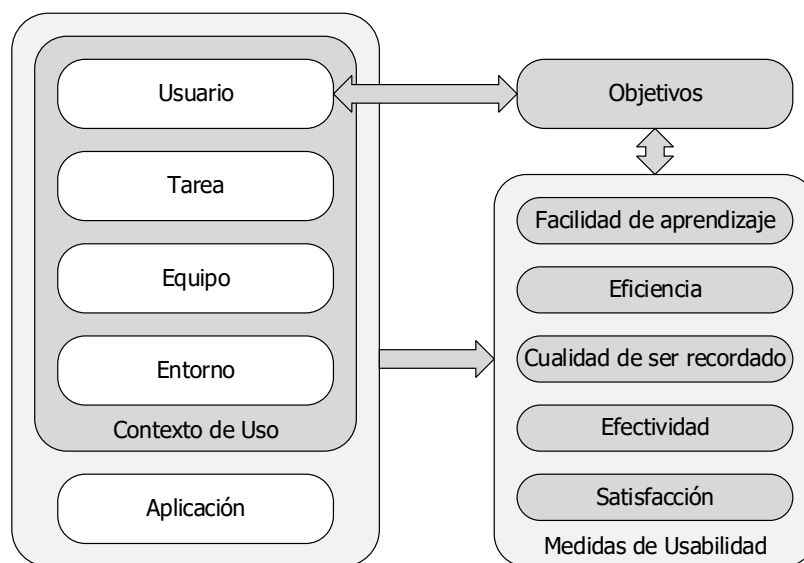 Usuario
Tarea
Equipo
Entorno
Contexto de Uso
Aplicación
Objetivos
Facilidad de aprendizaje
Eficiencia
Cualidad de ser recordado
Efectividad
Satisfacción
Medidas de Usabilidad